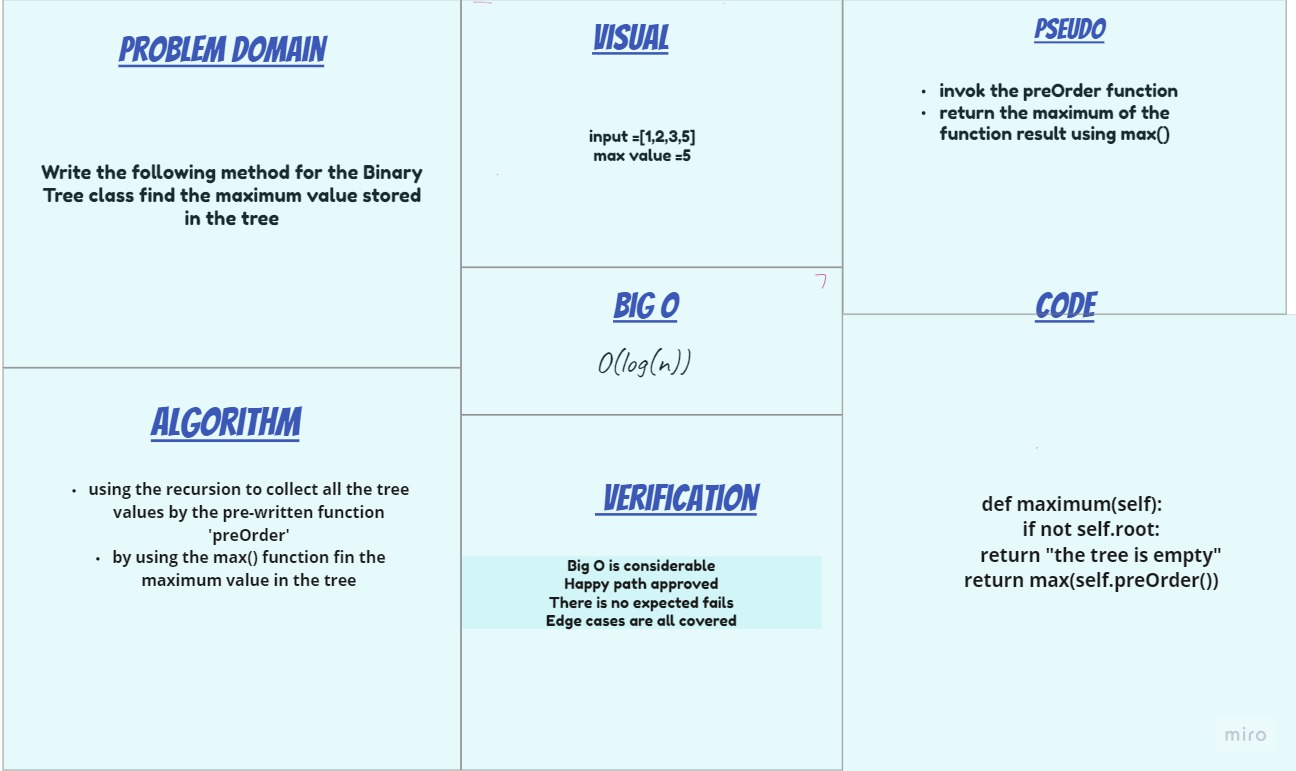 PROBLEM DOMAIN
Write the following method for the Binary
Tree class find the maximum value stored
in the tree
ALGORITHM
• using the recursion to collect all the tree
values by the pre-written function
'preOrder'
• by using the max() function fin the
maximum value in the tree
VISUAL
input =[1,2,3,5]
max value =5
BIG O
O(log(n))
VERIFICATION
Big O is considerable
Happy path approved
There is no expected fails
Edge cases are all covered
PSEUDO
• invok the preOrder function
• return the maximum of the
function result using max()
CODE
def maximum(self):
if not self.root:
return "the tree is empty"
return max(self.preOrder())
miro